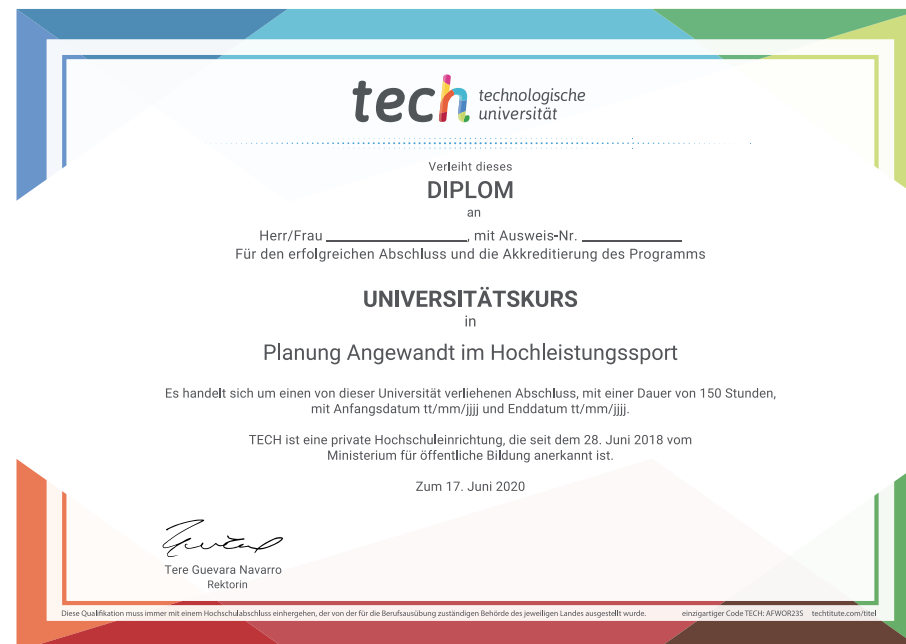 tech technologische
universität
Verleiht dieses
DIPLOM
an
Herr/Frau ____________________, mit Ausweis-Nr. ______________
Für den erfolgreichen Abschluss und die Akkreditierung des Programms
UNIVERSITÄTSKURS
in
Planung Angewandt im Hochleistungssport
Es handelt sich um einen von dieser Universität verliehenen Abschluss, mit einer Dauer von 150 Stunden,
mit Anfangsdatum tt/mm/jjjj und Enddatum tt/mm/jjjj.
TECH ist eine private Hochschuleinrichtung, die seit dem 28. Juni 2018 vom
Ministerium für öffentliche Bildung anerkannt ist.
Zum 17. Juni 2020
Tere Guevara Navarro
Rektorin
Diese Qualifikation muss immer mit einem Hochschulabschluss einhergehen, der von der für die Berufsausübung zuständigen Behörde des jeweiligen Landes ausgestellt wurde. einzigartiger Code TECH: AFWOR23S techtitute.com/titel